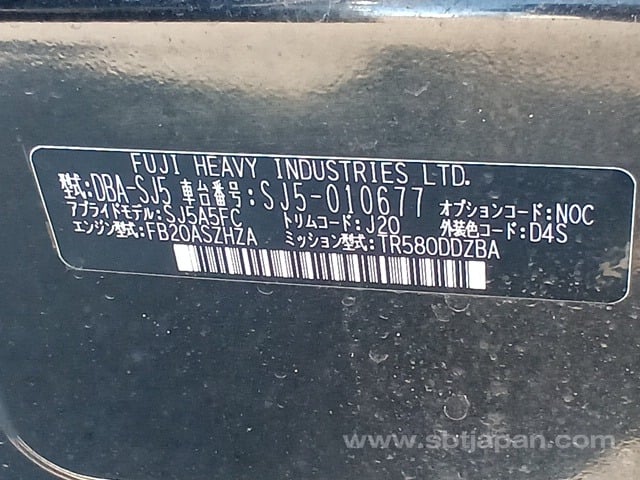 FUJI HEAVY INDUSTRIES LTD.
型式:DBA-SJ5 車台番号:SJ5-010677
アプライドモデル:SJ5A5FC トリムコード:J20 オプションコード:NOC
エンジン型式:FB20ASZHZA ミッション型式:TR580DDZBA 外装色コード:D4S
www.sbtjapan.com